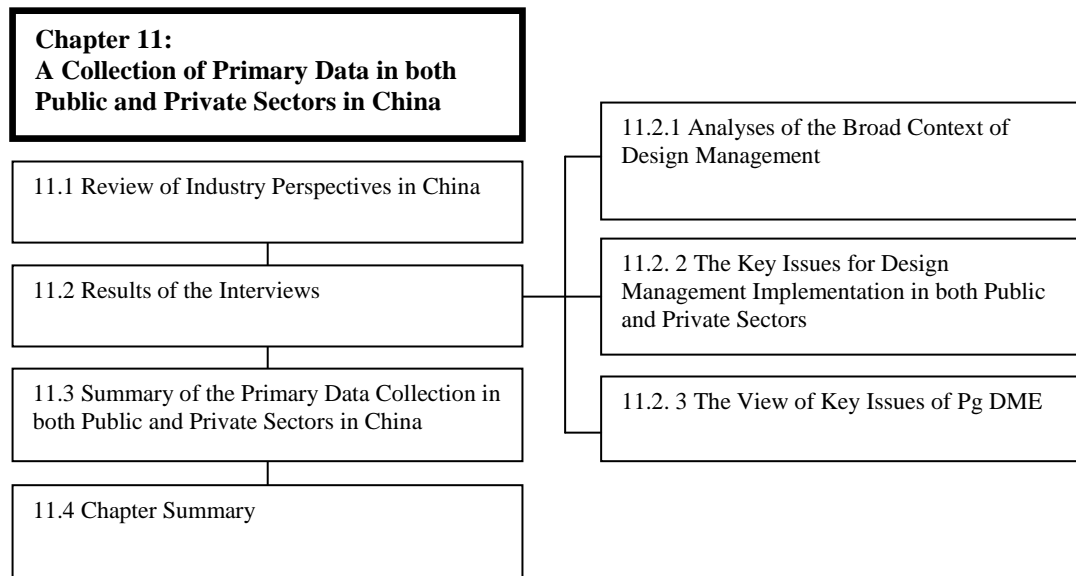 Chapter 11:
A Collection of Primary Data in both
Public and Private Sectors in China
11.1 Review of Industry Perspectives in China
11.2 Results of the Interviews
11.3 Summary of the Primary Data Collection in
both Public and Private Sectors in China
11.4 Chapter Summary
11.2.1 Analyses of the Broad Context of
Design Management
11.2. 2 The Key Issues for Design
Management Implementation in both Public
and Private Sectors
11.2. 3 The View of Key Issues of Pg DME